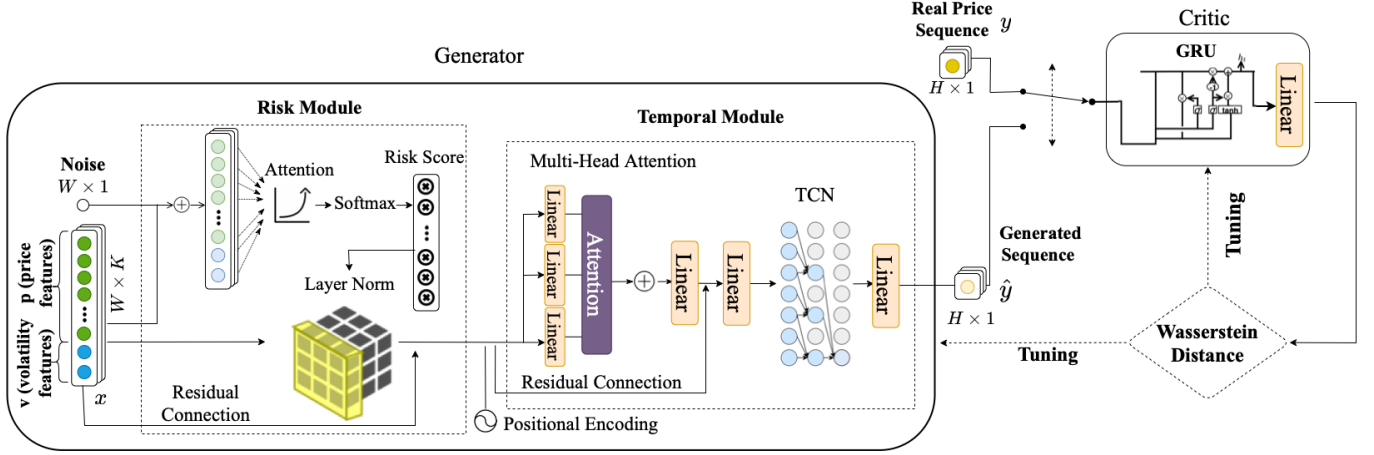 Generator
Risk Module
Noise
W × 1
p (price
features)
v (volatility
features)
W × K
x
Attention
Softmax
Risk Score
Layer Norm
Residual
Connection
Positional Encoding
Temporal Module
Multi-Head Attention
Linear
Linear
Linear
Attention
Linear
Linear
TCN
Linear
Residual Connection
Real Price
Sequence y
H × 1
Generated
Sequence
ŷ
H × 1
Critic
GRU
tanh
Linear
Tuning
Tuning
Wasserstein
Distance